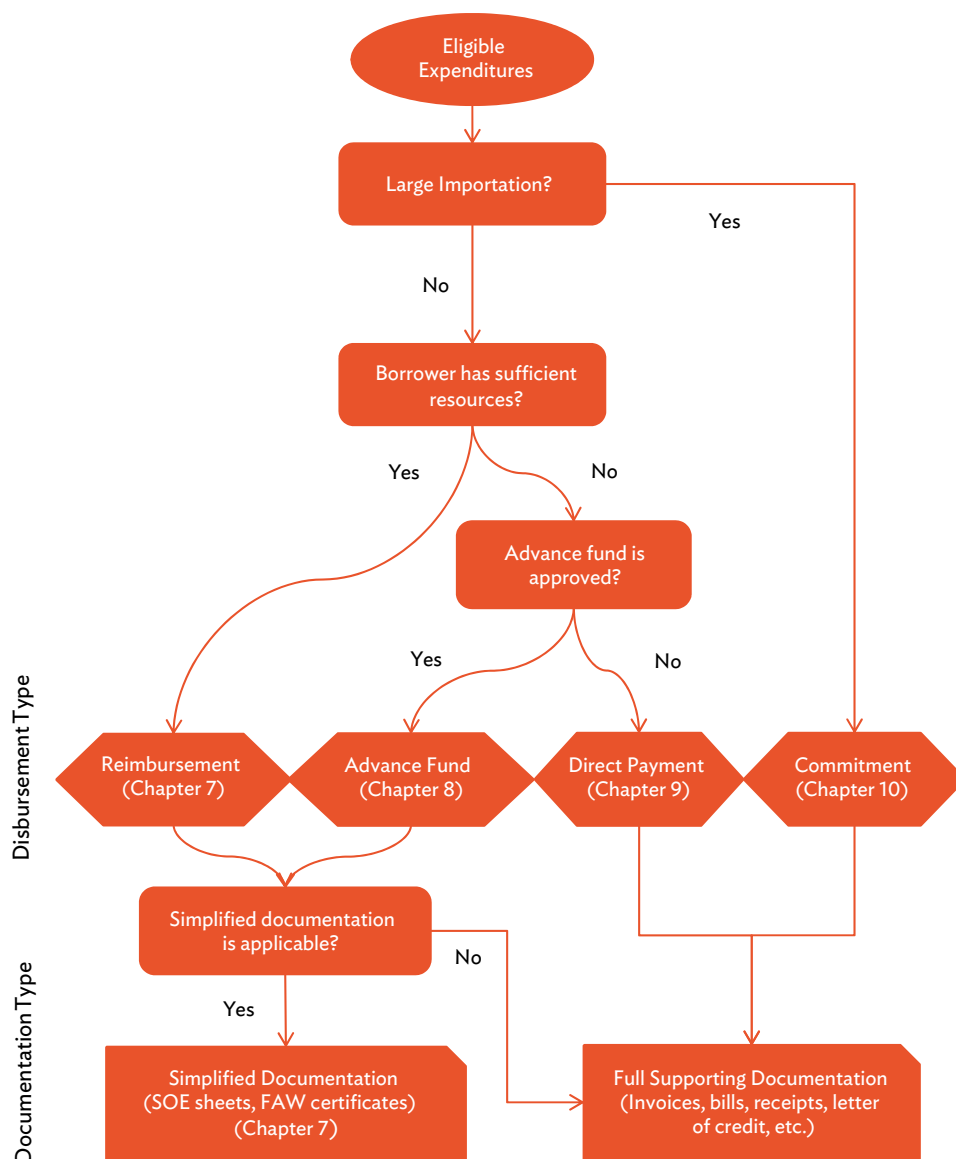 Eligible
Expenditures
Large Importation?
Yes
No
Borrower has sufficient
resources?
Yes
No
Advance fund is
approved?
Yes
No
Disbursement Type
Reimbursement
(Chapter 7)
Advance Fund
(Chapter 8)
Direct Payment
(Chapter 9)
Commitment
(Chapter 10)
Simplified documentation
is applicable?
No
Yes
Documentation Type
Simplified Documentation
(SOE sheets, FAW certificates)
(Chapter 7)
Full Supporting Documentation
(Invoices, bills, receipts, letter
of credit, etc.)